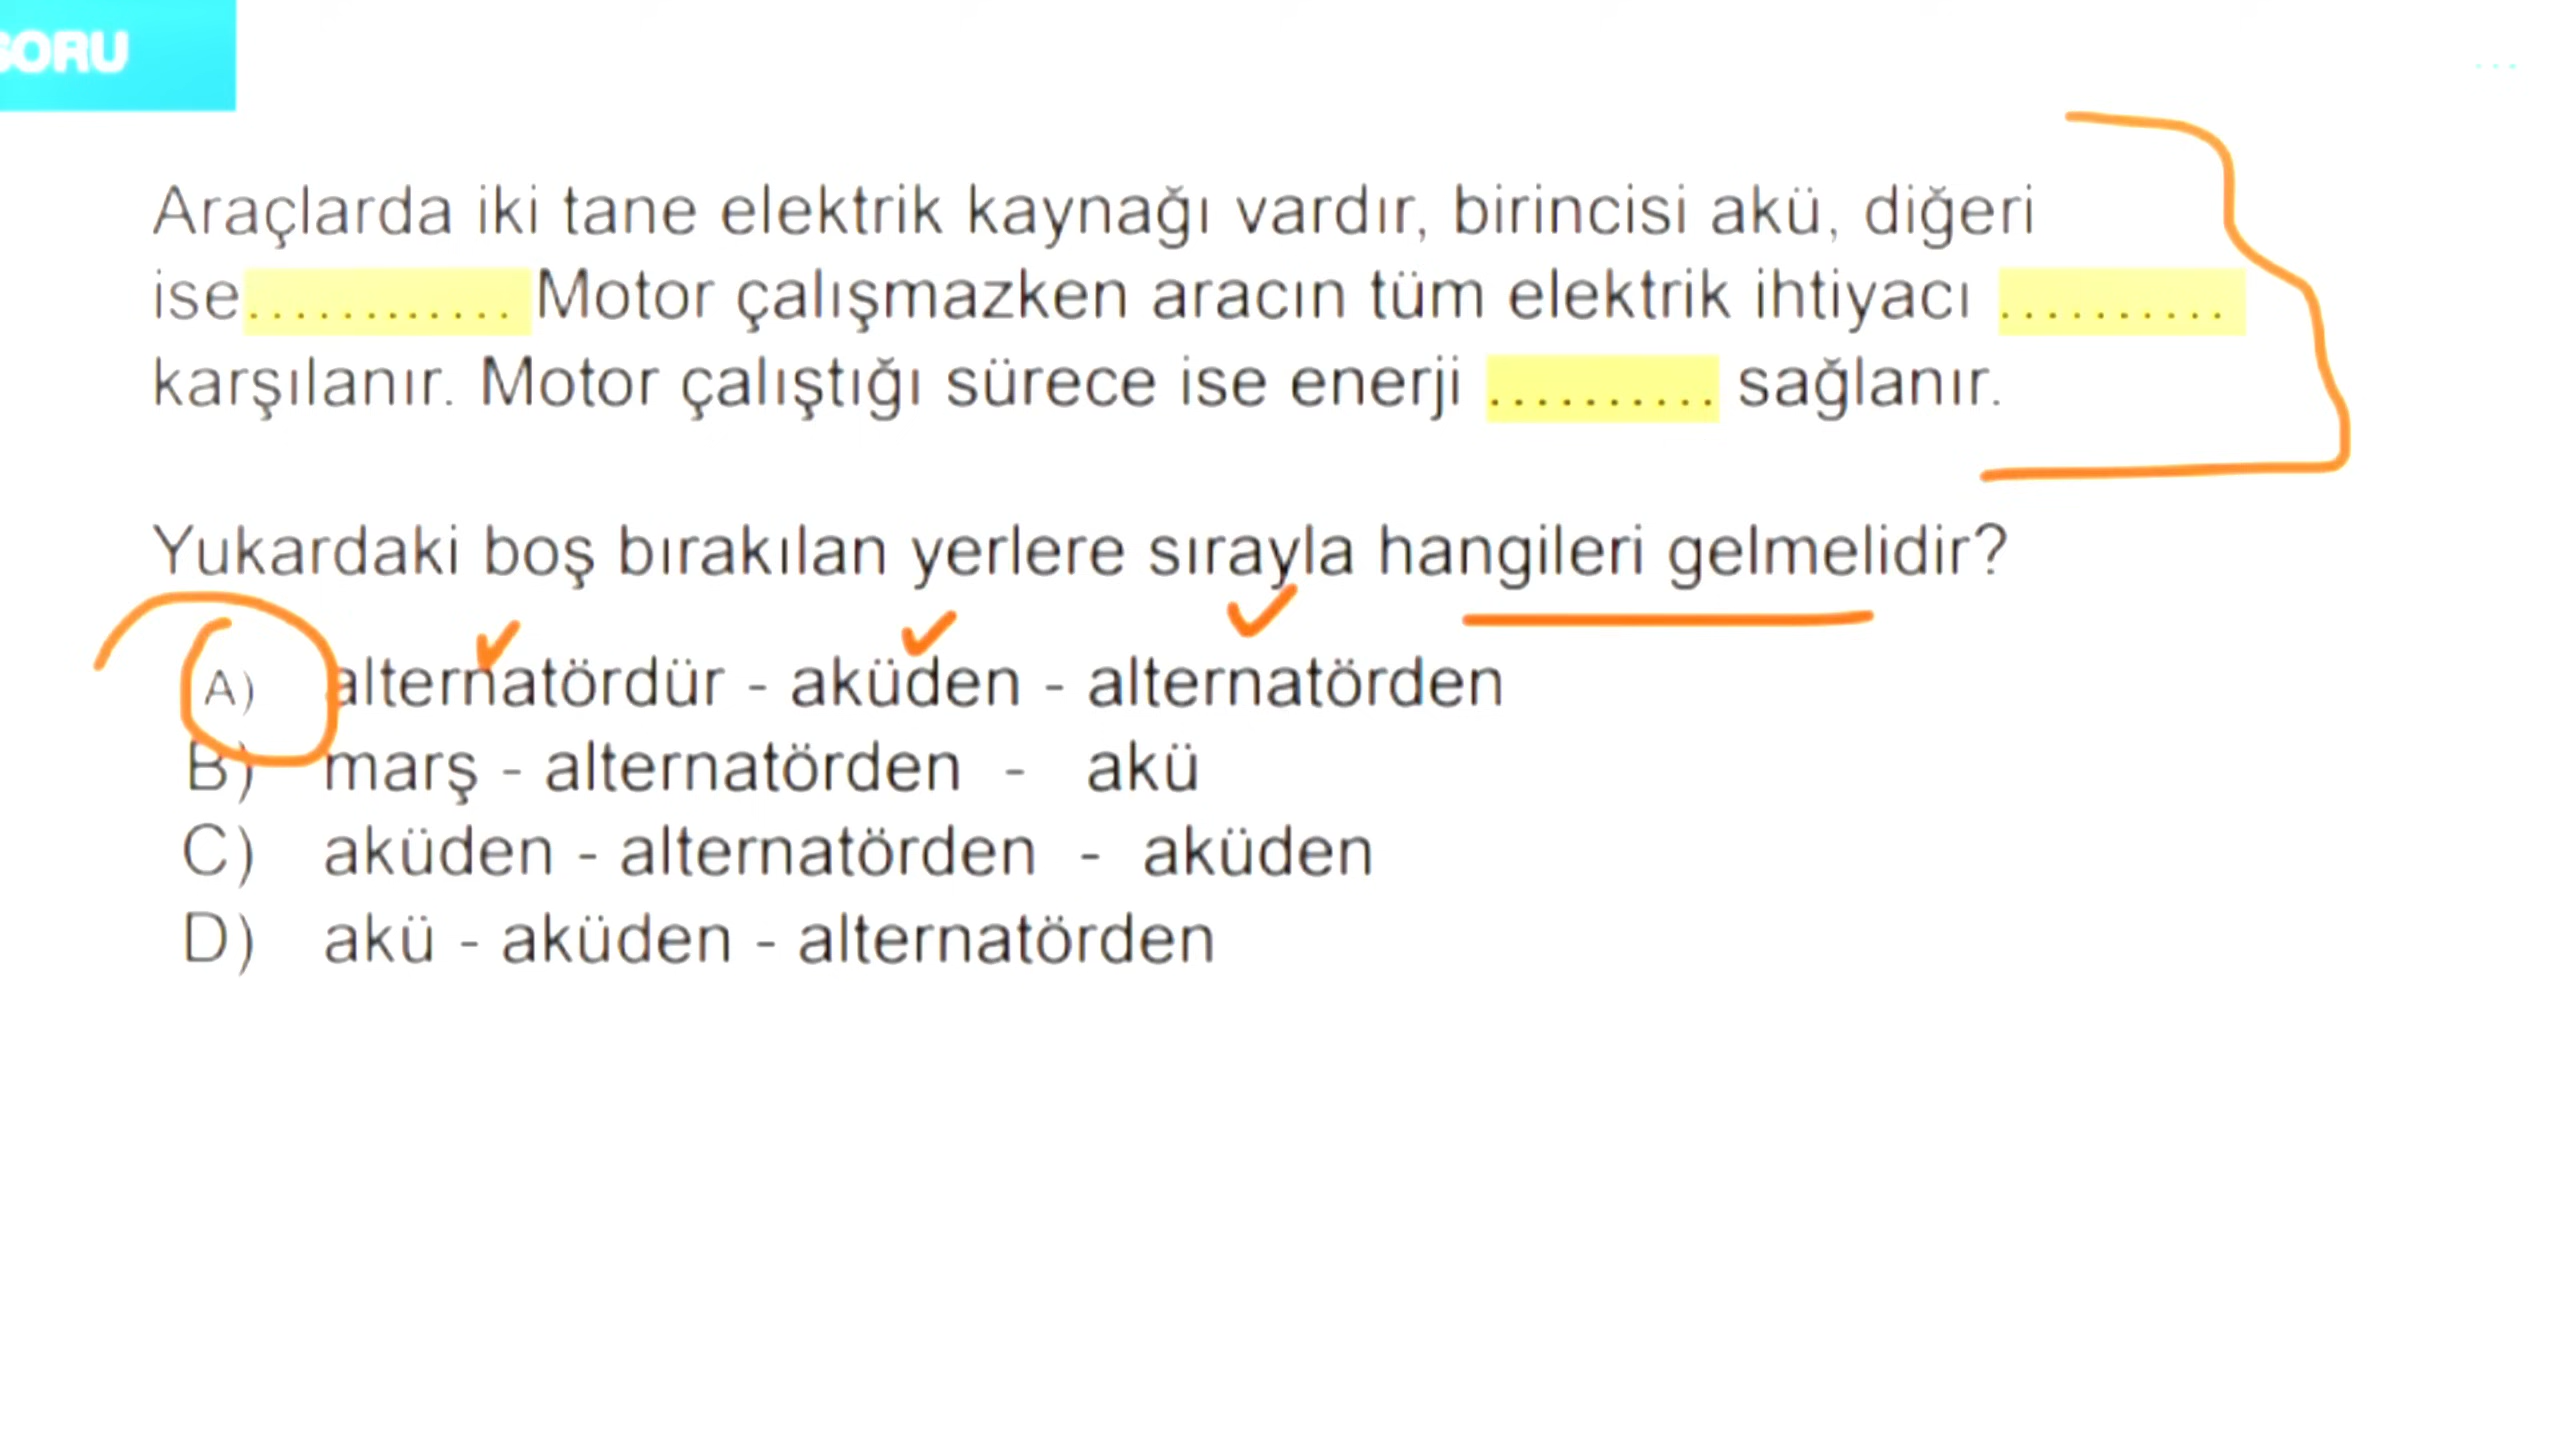 SORU
Araçlarda iki tane elektrik kaynağı vardır, birincisi akü, diğeri
ise............ Motor çalışmazken aracın tüm elektrik ihtiyacı ..........
karşılanır. Motor çalıştığı sürece ise enerji .......... sağlanır.
Yukardaki boş bırakılan yerlere sırayla hangileri gelmelidir?
A) alternatördür - aküden - alternatörden
B) marş - alternatörden - akü
C) aküden - alternatörden - aküden
D) akü - aküden - alternatörden